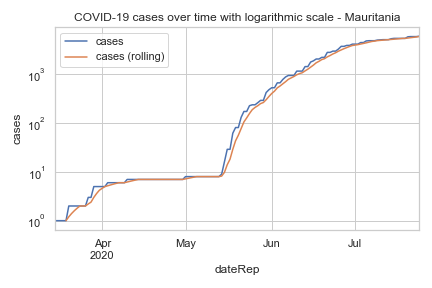 COVID-19 cases over time with logarithmic scale - Mauritania
cases
cases (rolling)
cases
10³
10²
10¹
10⁰
Apr
2020
May
Jun
Jul
dateRep